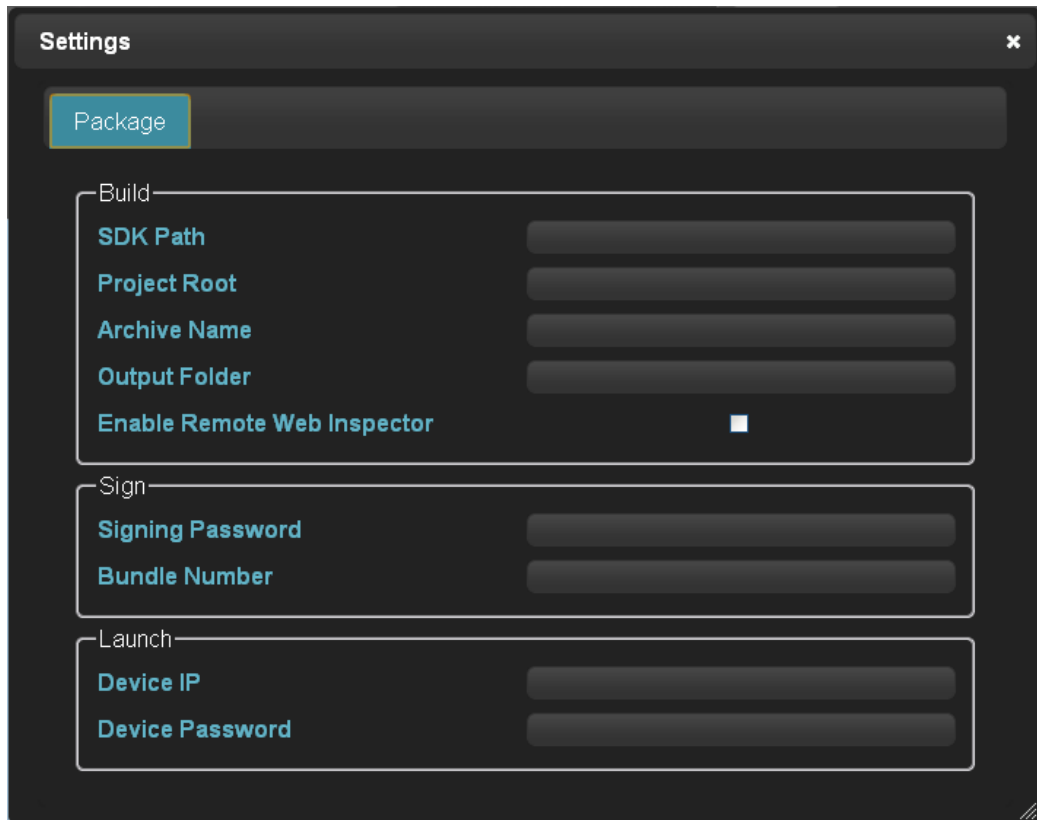 Settings
Package
Build
SDK Path
Project Root
Archive Name
Output Folder
Enable Remote Web Inspector
Sign
Signing Password
Bundle Number
Launch
Device IP
Device Password